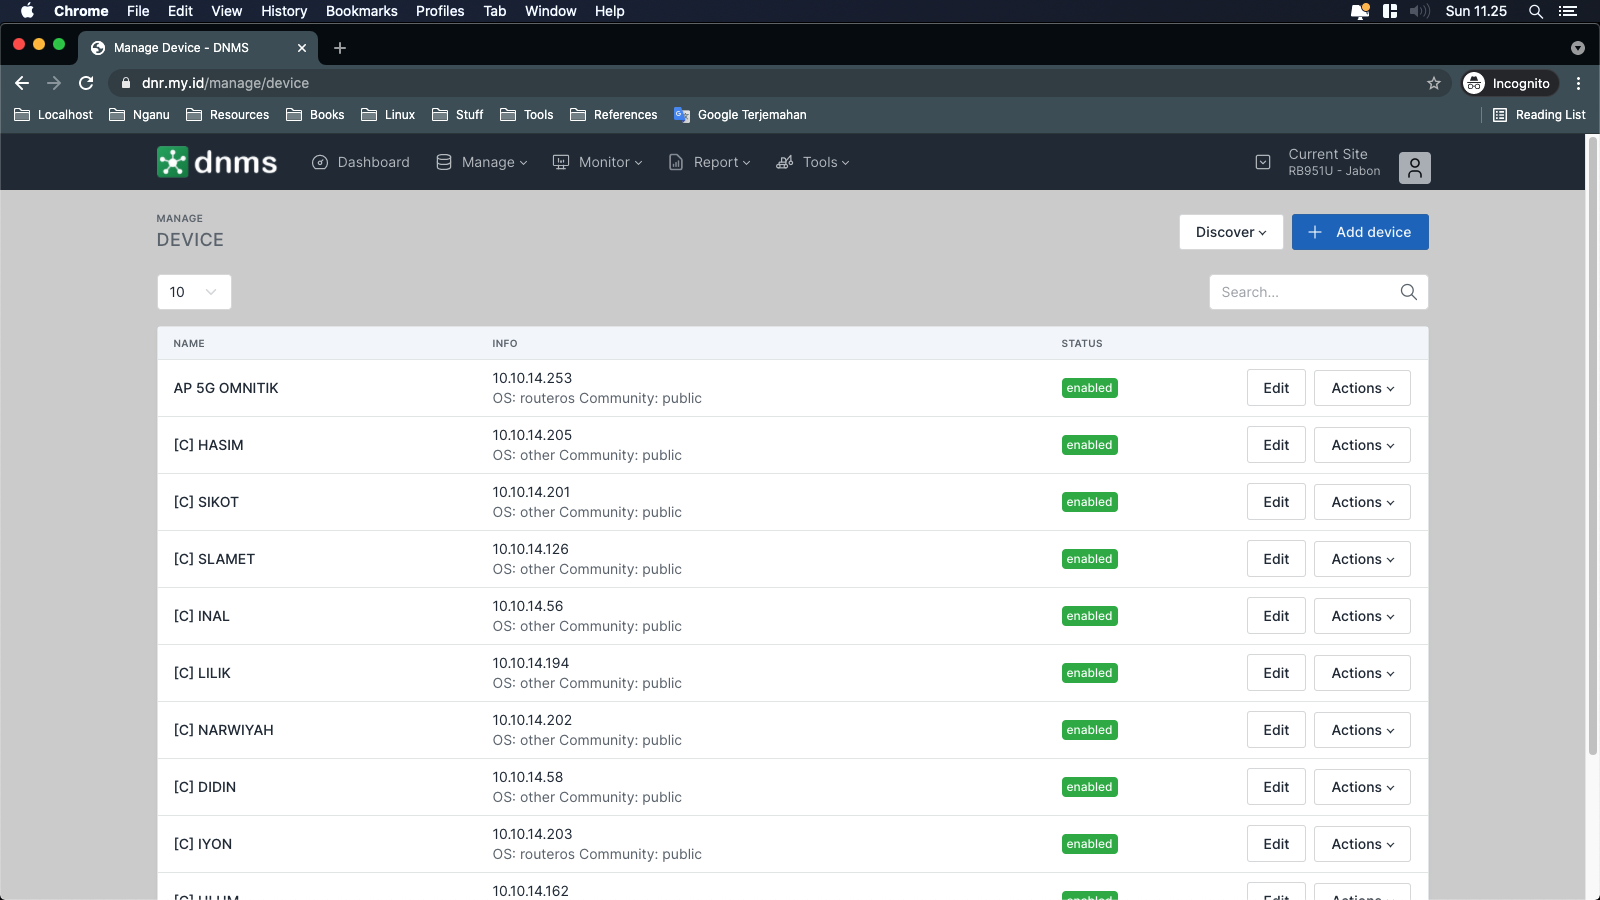 Chrome File Edit View History Bookmarks Profiles Tab Window Help Sun 11.25
Manage Device - DNMS
dnr.my.id/manage/device Incognito
Localhost Nganu Resources Books Linux Stuff Tools References Google Terjemahan Reading List
dnms Dashboard Manage Monitor Report Tools
Current Site
RB951U - Jabon
MANAGE
DEVICE
Discover Add device
10 Search...
NAME INFO STATUS
AP 5G OMNITIK
10.10.14.253
OS: routeros Community: public
enabled Edit Actions
[C] HASIM
10.10.14.205
OS: other Community: public
enabled Edit Actions
[C] SIKOT
10.10.14.201
OS: other Community: public
enabled Edit Actions
[C] SLAMET
10.10.14.126
OS: other Community: public
enabled Edit Actions
[C] INAL
10.10.14.56
OS: other Community: public
enabled Edit Actions
[C] LILIK
10.10.14.194
OS: other Community: public
enabled Edit Actions
[C] NARWIYAH
10.10.14.202
OS: other Community: public
enabled Edit Actions
[C] DIDIN
10.10.14.58
OS: other Community: public
enabled Edit Actions
[C] IYON
10.10.14.203
OS: routeros Community: public
enabled Edit Actions
10.10.14.162
enabled Edit Actions